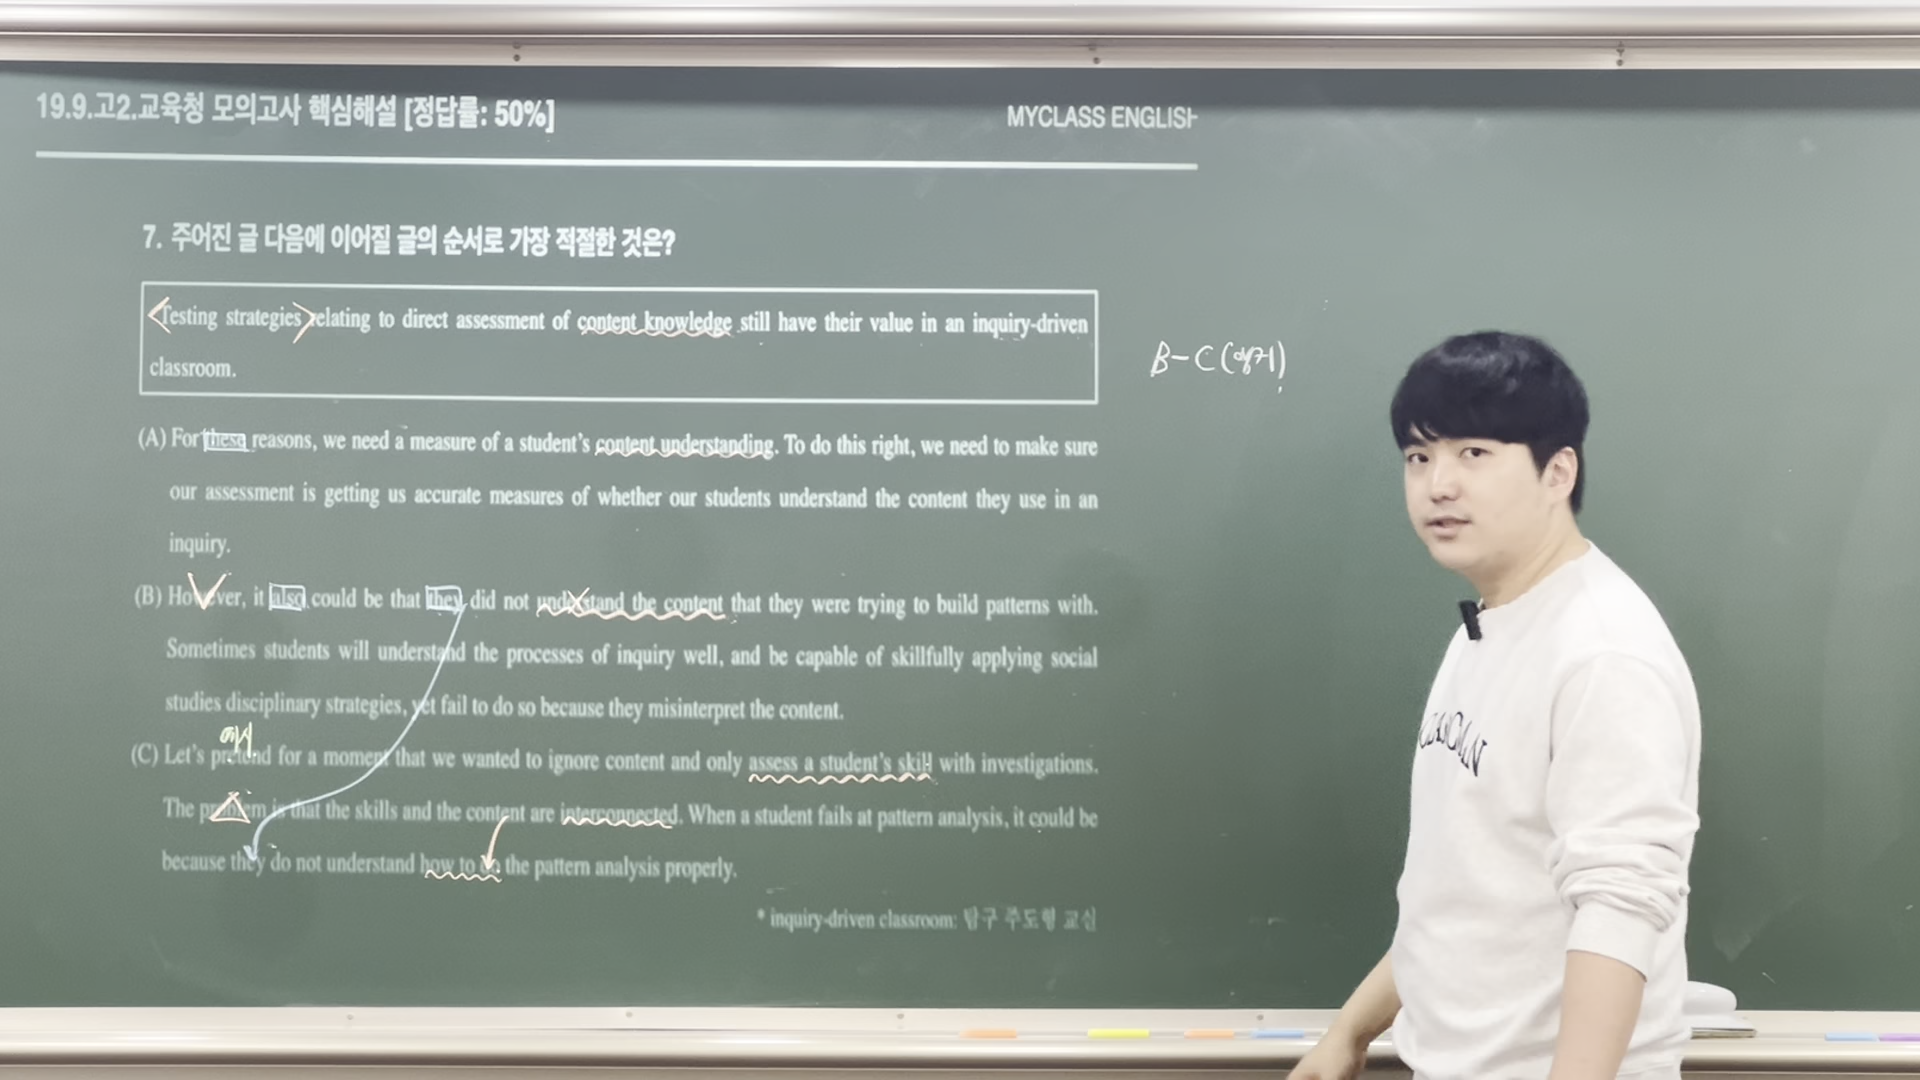 19.9.고2.교육청 모의고사 핵심해설 [정답률: 50%]
MYCLASS ENGLISH
7. 주어진 글 다음에 이어질 글의 순서로 가장 적절한 것은?
Testing strategies relating to direct assessment of content knowledge still have their value in an inquiry-driven
classroom.
B-C
(A) For these reasons, we need a measure of a student's content understanding. To do this right, we need to make sure
our assessment is getting us accurate measures of whether our students understand the content they use in an
inquiry.
(B) However, it also could be that they did not understand the content that they were trying to build patterns with.
Sometimes students will understand the processes of inquiry well, and be capable of skillfully applying social
studies disciplinary strategies, yet fail to do so because they misinterpret the content.
예시.
(C) Let's pretend for a moment that we wanted to ignore content and only assess a student's skill with investigations.
The problem is that the skills and the content are interconnected. When a student fails at pattern analysis, it could be
because they do not understand how to do the pattern analysis properly.
* inquiry-driven classroom: 탐구 주도형 교실